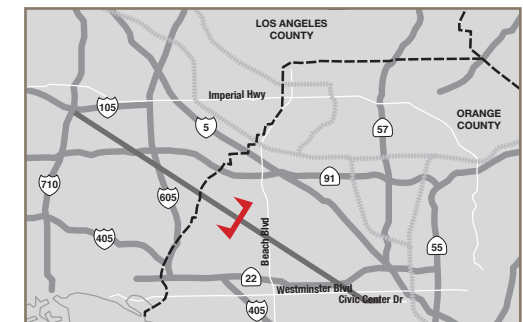 LOS ANGELES
COUNTY
Imperial Hwy
105
5
57
ORANGE
COUNTY
91
710
605
405
Beach Blvd
55
22
Westminster Blvd
Civic Center Dr
405